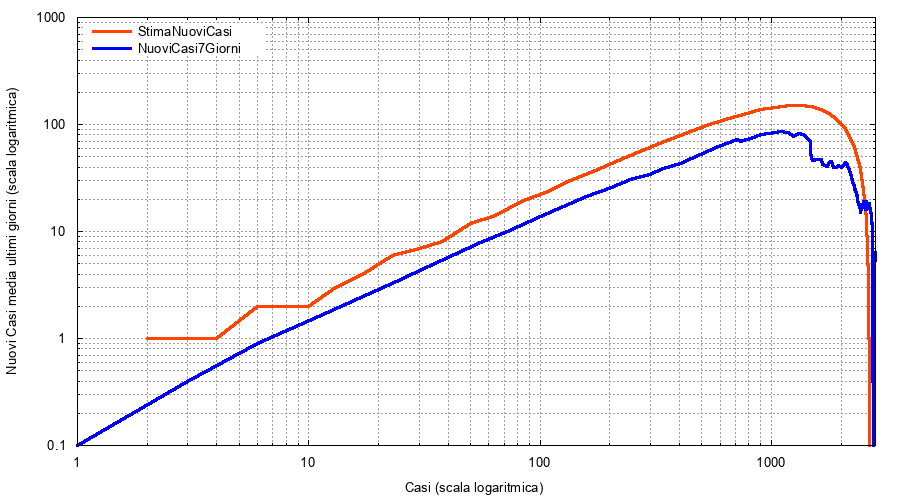 1000
100
10
1
0.1
StimaNuoviCasi
NuoviCasi7Giorni
Nuovi Casi media ultimi giorni (scala logaritmica)
1 10 100 1000
Casi (scala logaritmica)